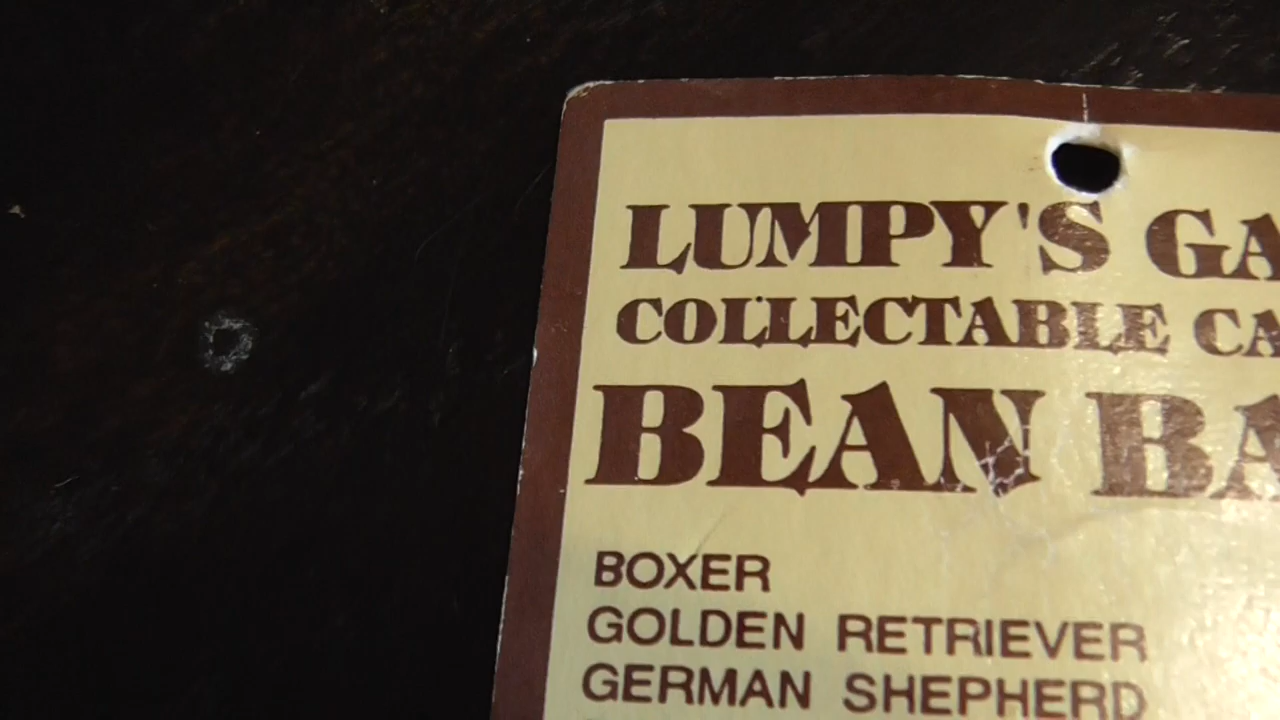 LUMPY'S GA
COLLECTABLE CA
BEAN BA
BOXER
GOLDEN RETRIEVER
GERMAN SHEPHERD